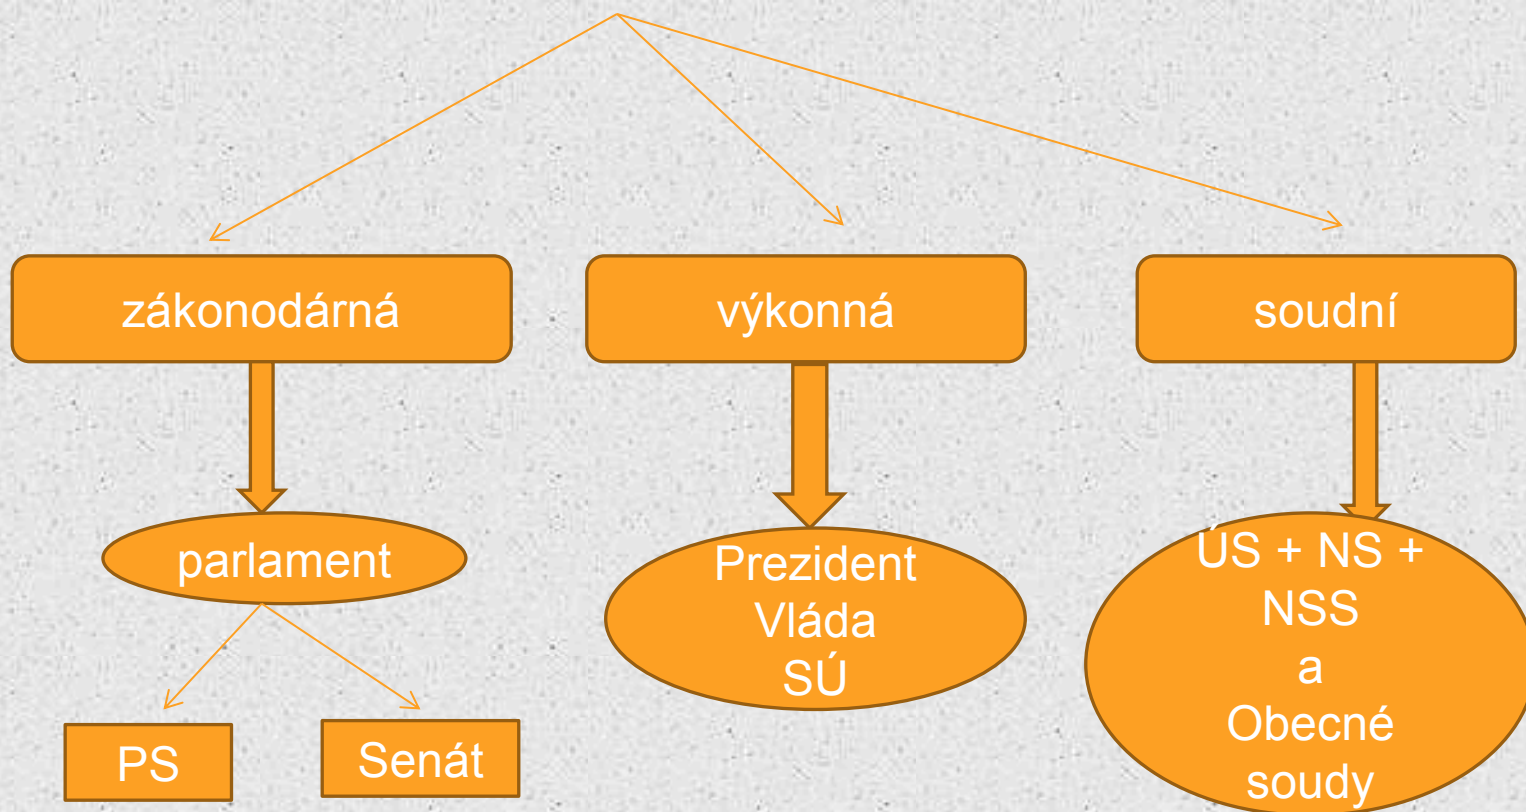 zákonodárná
výkonná
soudní
parlament
Prezident
Vláda
SÚ
ÚS + NS +
NSS
a
Obecné
soudy
PS
Senát